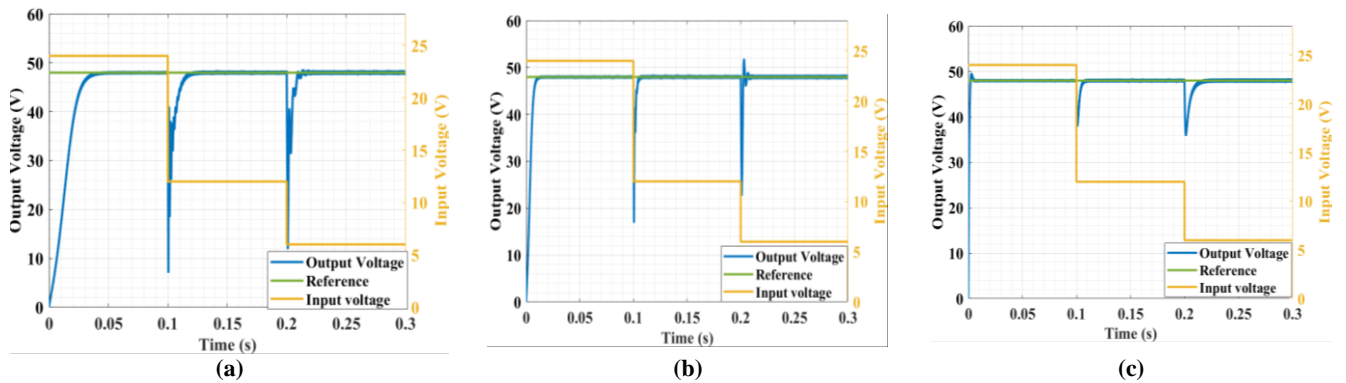 60
50
40
30
20
10
0
Output Voltage (V)
25
20
15
10
5
0
Input Voltage (V)
Output Voltage
Reference
Input voltage
0 0.05 0.1 0.15 0.2 0.25 0.3
Time (s)
(a)
60
50
40
30
20
10
0
Output Voltage (V)
25
20
15
10
5
0
Input Voltage (V)
Output Voltage
Reference
Input voltage
0 0.05 0.1 0.15 0.2 0.25 0.3
Time (s)
(b)
60
50
40
30
20
10
0
Output Voltage (V)
25
20
15
10
5
0
Input Voltage (V)
Output Voltage
Reference
Input voltage
0 0.05 0.1 0.15 0.2 0.25 0.3
Time (s)
(c)